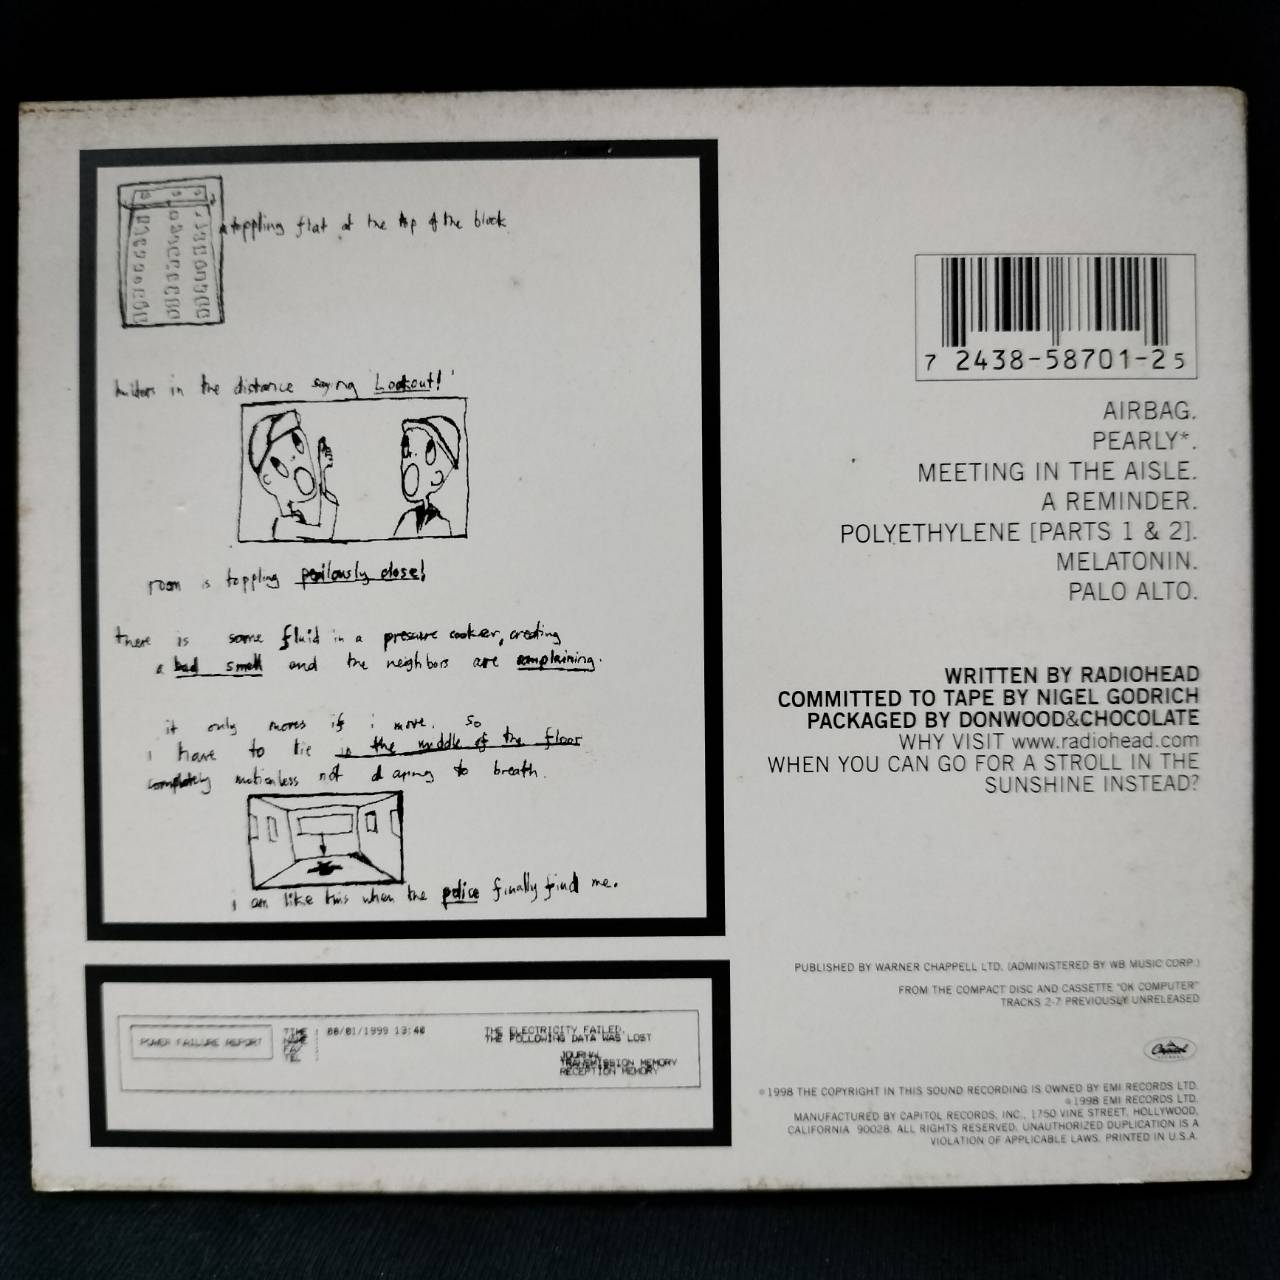 a toppling flat at the top of the block
in the distance saying 'Lookout!'
room is toppling perilously close!
there is some fluid in a pressure cooker, creating
a bad smell and the neighbors are complaining.
it only moves if i move. so
i have to lie in the middle of the floor
completely motionless not daring to breath.
i am like this when the police finally find me.
POWER FAILURE REPORT
TIME : 00/01/1999 13:40
NAME
FAX
TEL
THE ELECTRICITY FAILED.
THE FOLLOWING DATA WAS LOST
JOURNAL
TRANSMISSION MEMORY
RECEPTION MEMORY
7 2438-58701-2 5
AIRBAG.
PEARLY*.
MEETING IN THE AISLE.
A REMINDER.
POLYETHYLENE [PARTS 1 & 2].
MELATONIN.
PALO ALTO.
WRITTEN BY RADIOHEAD
COMMITTED TO TAPE BY NIGEL GODRICH
PACKAGED BY DONWOOD&CHOCOLATE
WHY VISIT www.radiohead.com
WHEN YOU CAN GO FOR A STROLL IN THE
SUNSHINE INSTEAD?
PUBLISHED BY WARNER CHAPPELL LTD. (ADMINISTERED BY WB MUSIC CORP.)
FROM THE COMPACT DISC AND CASSETTE "OK COMPUTER"
TRACKS 2-7 PREVIOUSLY UNRELEASED
Capitol
℗1998 THE COPYRIGHT IN THIS SOUND RECORDING IS OWNED BY EMI RECORDS LTD.
©1998 EMI RECORDS LTD.
MANUFACTURED BY CAPITOL RECORDS, INC., 1750 VINE STREET, HOLLYWOOD,
CALIFORNIA 90028. ALL RIGHTS RESERVED. UNAUTHORIZED DUPLICATION IS A
VIOLATION OF APPLICABLE LAWS. PRINTED IN U.S.A.